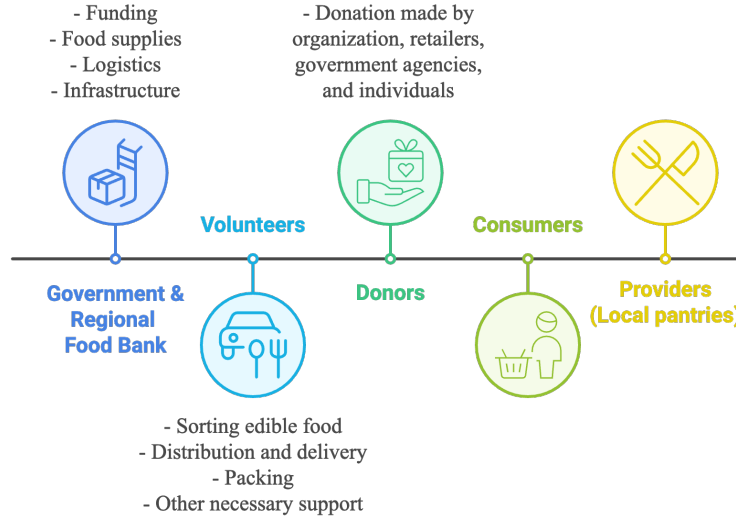 - Funding
- Food supplies
- Logistics
- Infrastructure
- Donation made by
organization, retailers,
government agencies,
and individuals
Volunteers
Consumers
Government &
Regional
Food Bank
Donors
Providers
(Local pantries)
- Sorting edible food
- Distribution and delivery
- Packing
- Other necessary support